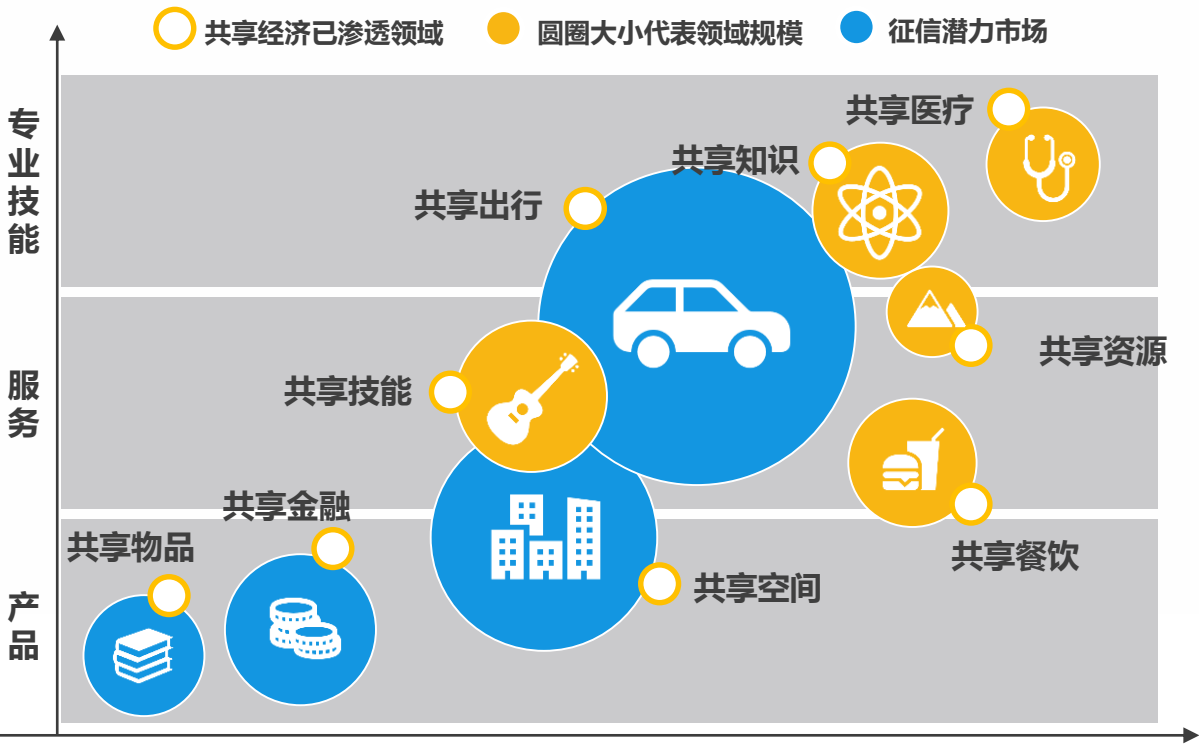 共享经济已渗透领域
圆圈大小代表领域规模
征信潜力市场
专业技能
服务
产品
共享医疗
共享知识
共享出行
共享资源
共享技能
共享金融
共享物品
共享餐饮
共享空间